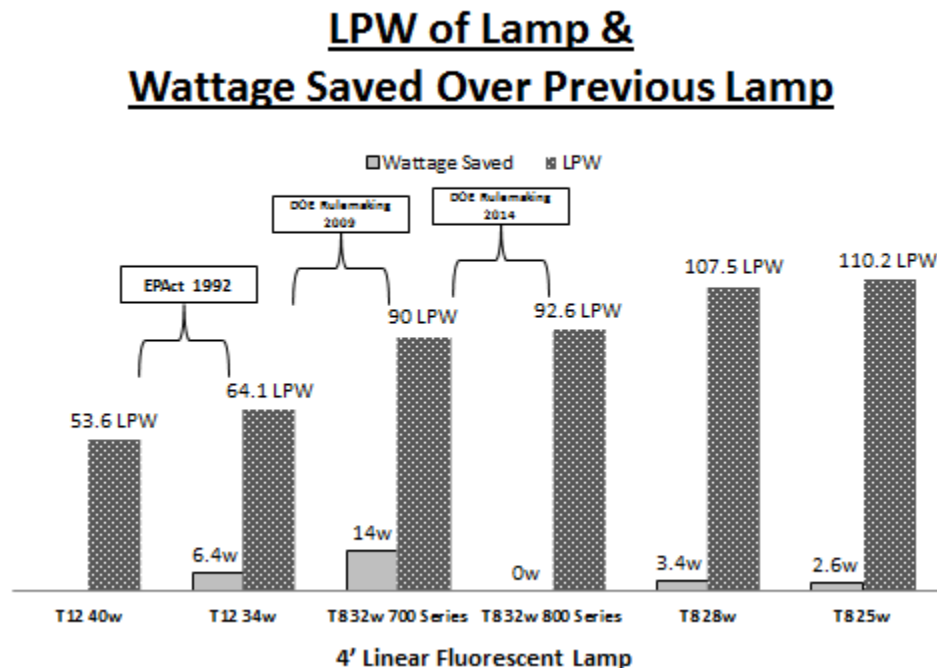 LPW of Lamp &
Wattage Saved Over Previous Lamp
Wattage Saved LPW
DOE Rulemaking
2009
DOE Rulemaking
2014
EPAct 1992
53.6 LPW
64.1 LPW
90 LPW
92.6 LPW
107.5 LPW
110.2 LPW
6.4w
14w
0w
3.4w
2.6w
T12 40w T12 34w T832w 700 Series T832w 800 Series T828w T825w
4' Linear Fluorescent Lamp